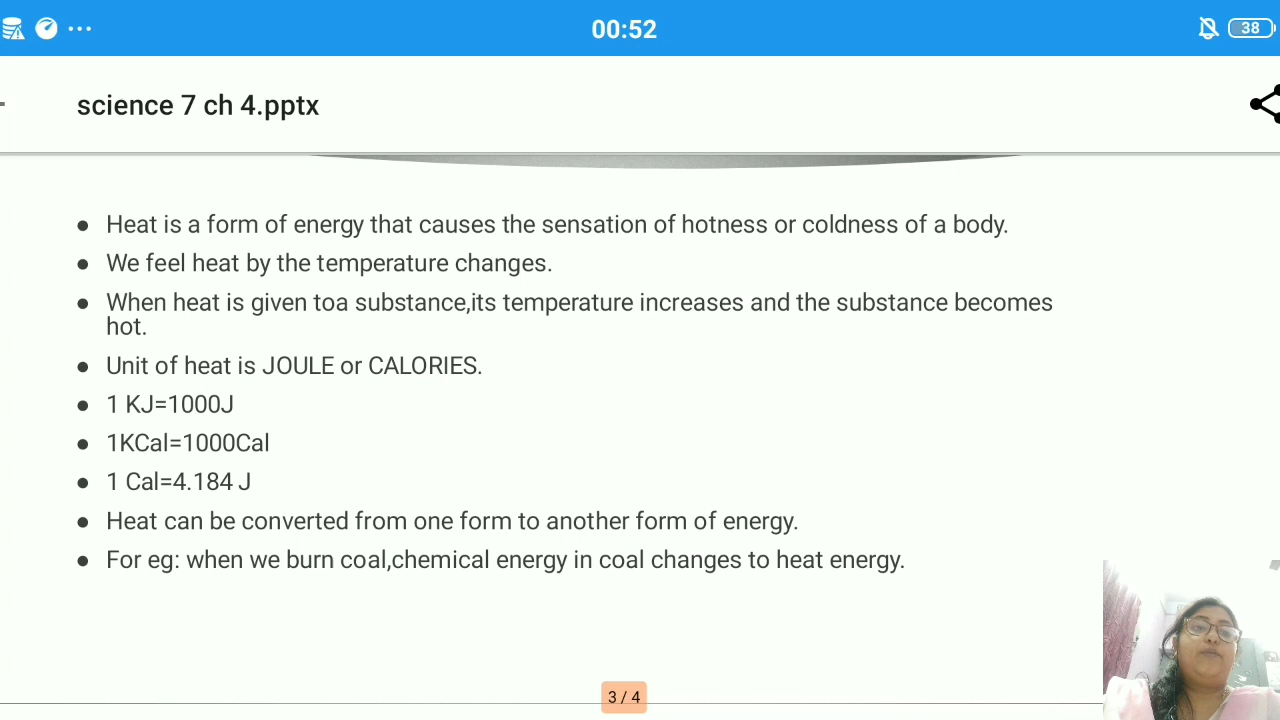 00:52
38
science 7 ch 4.pptx
● Heat is a form of energy that causes the sensation of hotness or coldness of a body.
● We feel heat by the temperature changes.
● When heat is given toa substance,its temperature increases and the substance becomes
hot.
● Unit of heat is JOULE or CALORIES.
● 1 KJ=1000J
● 1KCal=1000Cal
● 1 Cal=4.184 J
● Heat can be converted from one form to another form of energy.
● For eg: when we burn coal,chemical energy in coal changes to heat energy.
3 / 4